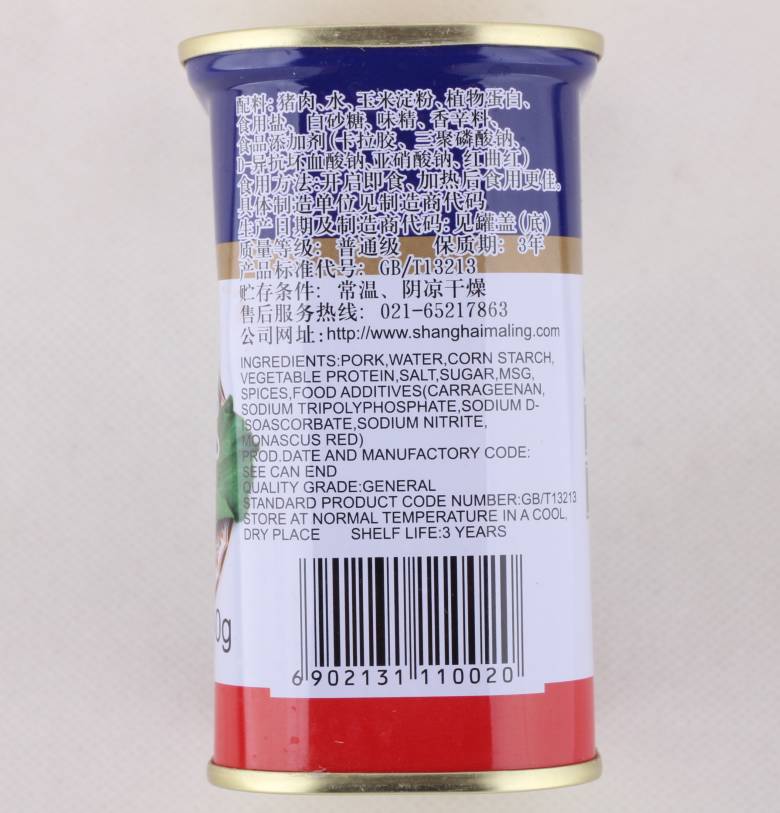 配料: 猪肉、水、玉米淀粉、植物蛋白、
食用盐、白砂糖、味精、香辛料、
食品添加剂(卡拉胶、三聚磷酸钠、
D-异抗坏血酸钠、亚硝酸钠、红曲红)
食用方法:开启即食、加热后食用更佳。
具体制造单位见制造商代码
生产日期及制造商代码: 见罐盖(底)
质量等级: 普通级 保质期: 3年
产品标准代号: GB/T13213
贮存条件: 常温、阴凉干燥
售后服务热线: 021-65217863
公司网址:http://www.shanghaimaling.com
INGREDIENTS:PORK,WATER,CORN STARCH,
VEGETABLE PROTEIN,SALT,SUGAR,MSG,
SPICES,FOOD ADDITIVES(CARRAGEENAN,
SODIUM TRIPOLYPHOSPHATE,SODIUM D-
ISOASCORBATE,SODIUM NITRITE,
MONASCUS RED)
PROD.DATE AND MANUFACTORY CODE:
SEE CAN END
QUALITY GRADE:GENERAL
STANDARD PRODUCT CODE NUMBER:GB/T13213
STORE AT NORMAL TEMPERATURE IN A COOL,
DRY PLACE SHELF LIFE:3 YEARS
0g
6 902131 110020